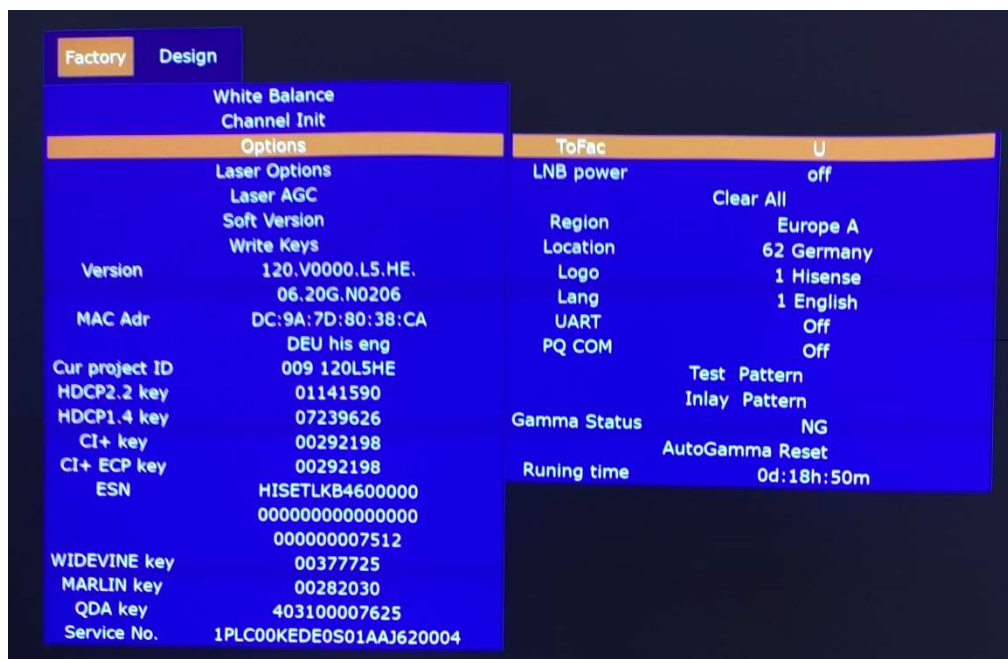 Factory Design
White Balance
Channel Init
Options
Laser Options
Laser AGC
Soft Version
Write Keys
Version 120.V0000.L5.HE.
06.20G.N0206
MAC Adr DC:9A:7D:80:38:CA
DEU his eng
Cur project ID 009 120L5HE
HDCP2.2 key 01141590
HDCP1.4 key 07239626
CI+ key 00292198
CI+ ECP key 00292198
ESN HISETLKB4600000
000000000000000
000000007512
WIDEVINE key 00377725
MARLIN key 00282030
QDA key 403100007625
Service No. 1PLC00KEDE0S01AAJ620004
ToFac U
LNB power off
Clear All
Region Europe A
Location 62 Germany
Logo 1 Hisense
Lang 1 English
UART Off
PQ COM Off
Test Pattern
Inlay Pattern
Gamma Status NG
AutoGamma Reset
Runing time 0d:18h:50m